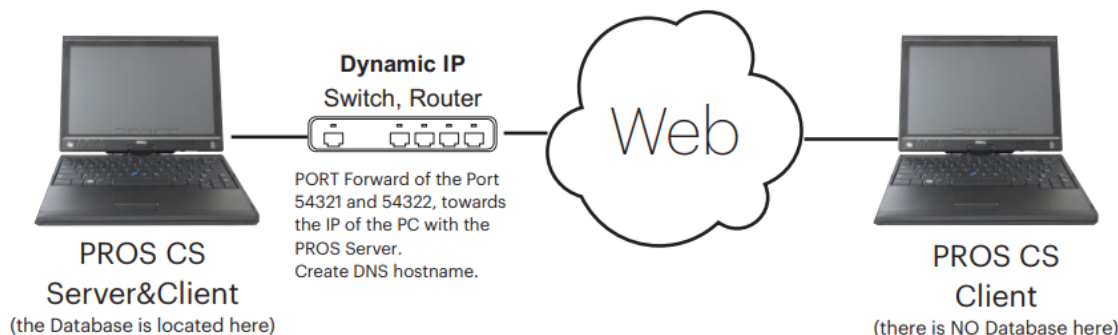 Dynamic IP
Switch, Router
Web
PORT Forward of the Port
54321 and 54322, towards
the IP of the PC with the
PROS Server.
Create DNS hostname.
PROS CS
Server&Client
(the Database is located here)
PROS CS
Client
(there is NO Database here)